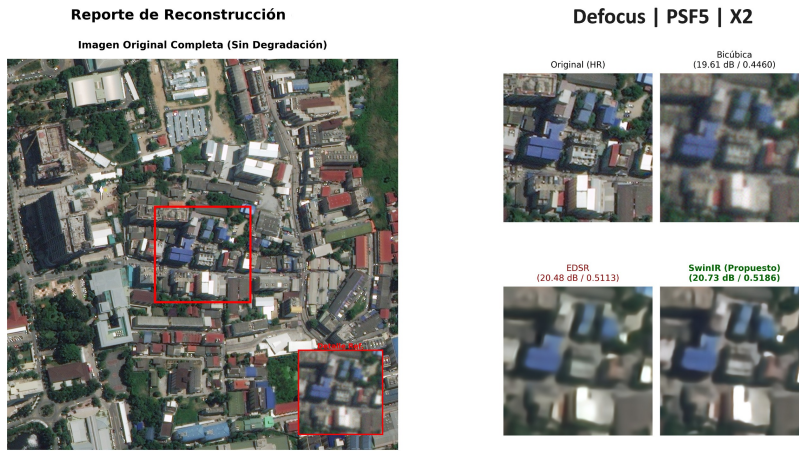 Reporte de Reconstrucción
Defocus | PSF5 | X2
Imagen Original Completa (Sin Degradación)
Original (HR)
Bicúbica
(19.61 dB / 0.4460)
EDSR
(20.48 dB / 0.5113)
SwinIR (Propuesto)
(20.73 dB / 0.5186)